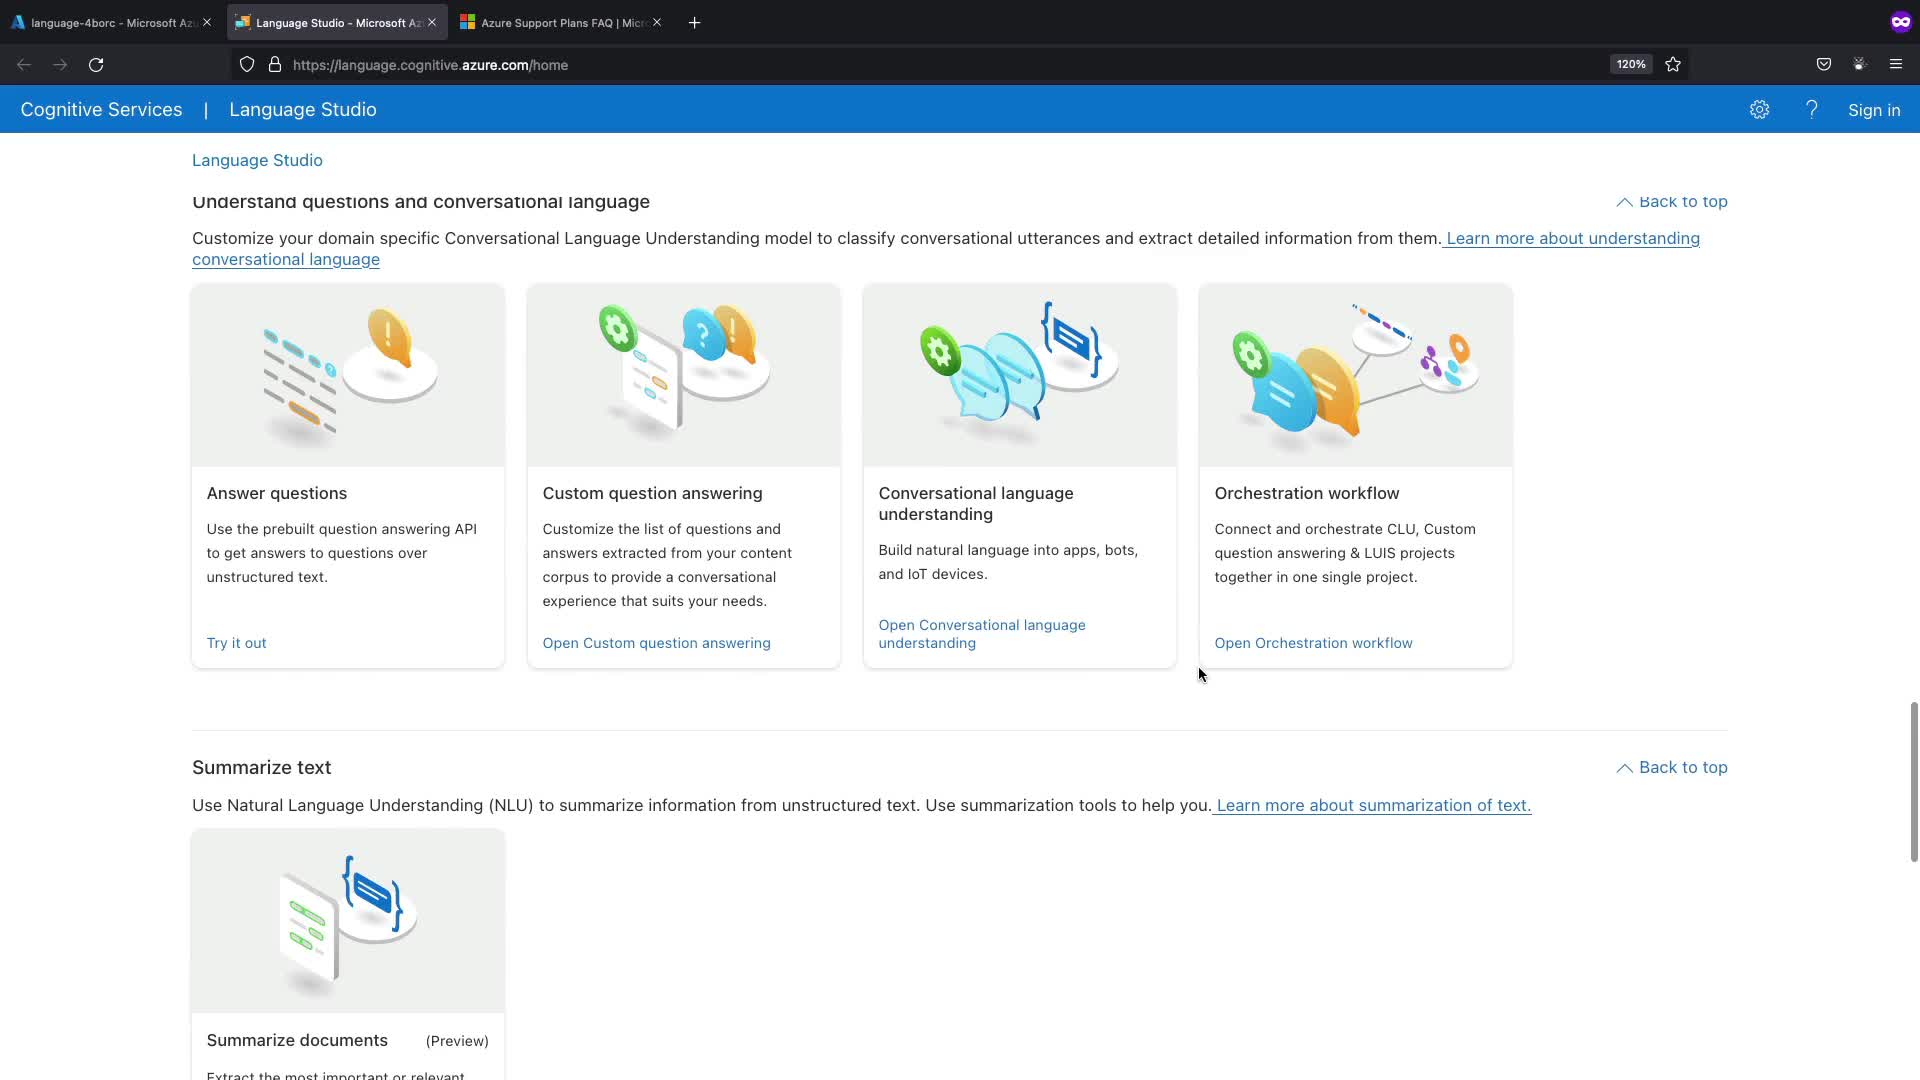 language-4borc - Microsoft Az
Language Studio - Microsoft Az
Azure Support Plans FAQ | Micr
https://language.cognitive.azure.com/home
120%
Cognitive Services | Language Studio
? Sign in
Language Studio
Understand questions and conversational language
Back to top
Customize your domain specific Conversational Language Understanding model to classify conversational utterances and extract detailed information from them. Learn more about understanding
conversational language
Answer questions
Use the prebuilt question answering API
to get answers to questions over
unstructured text.
Try it out
Custom question answering
Customize the list of questions and
answers extracted from your content
corpus to provide a conversational
experience that suits your needs.
Open Custom question answering
Conversational language
understanding
Build natural language into apps, bots,
and IoT devices.
Open Conversational language
understanding
Orchestration workflow
Connect and orchestrate CLU, Custom
question answering & LUIS projects
together in one single project.
Open Orchestration workflow
Summarize text
Back to top
Use Natural Language Understanding (NLU) to summarize information from unstructured text. Use summarization tools to help you. Learn more about summarization of text.
Summarize documents (Preview)
Extract the most important or relevant